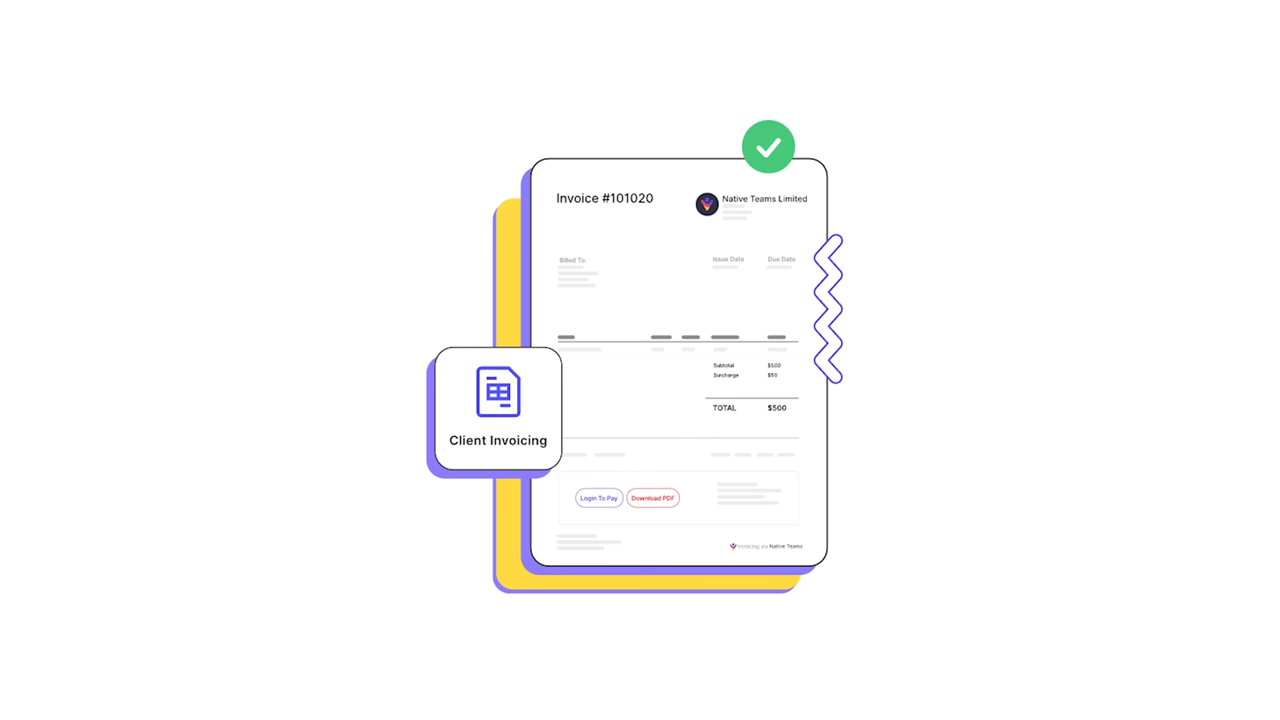 Invoice #101020
Native Teams Limited
Billed To:
Issue Date
Due Date
Subtotal $500
Surcharge $50
TOTAL $500
Client Invoicing
Login To Pay
Download PDF
Invoicing via Native Teams